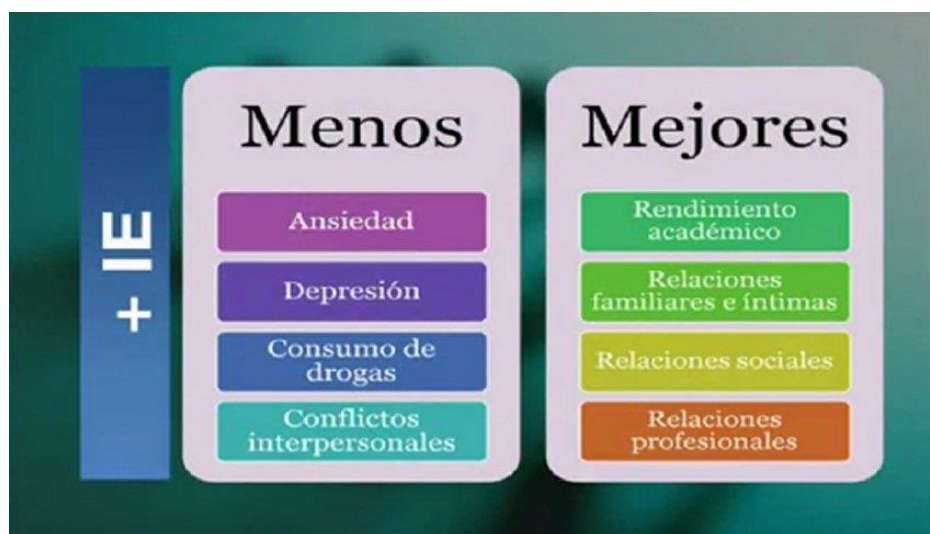 + IE
Menos
Ansiedad
Depresión
Consumo de
drogas
Conflictos
interpersonales
Mejores
Rendimiento
académico
Relaciones
familiares e íntimas
Relaciones sociales
Relaciones
profesionales